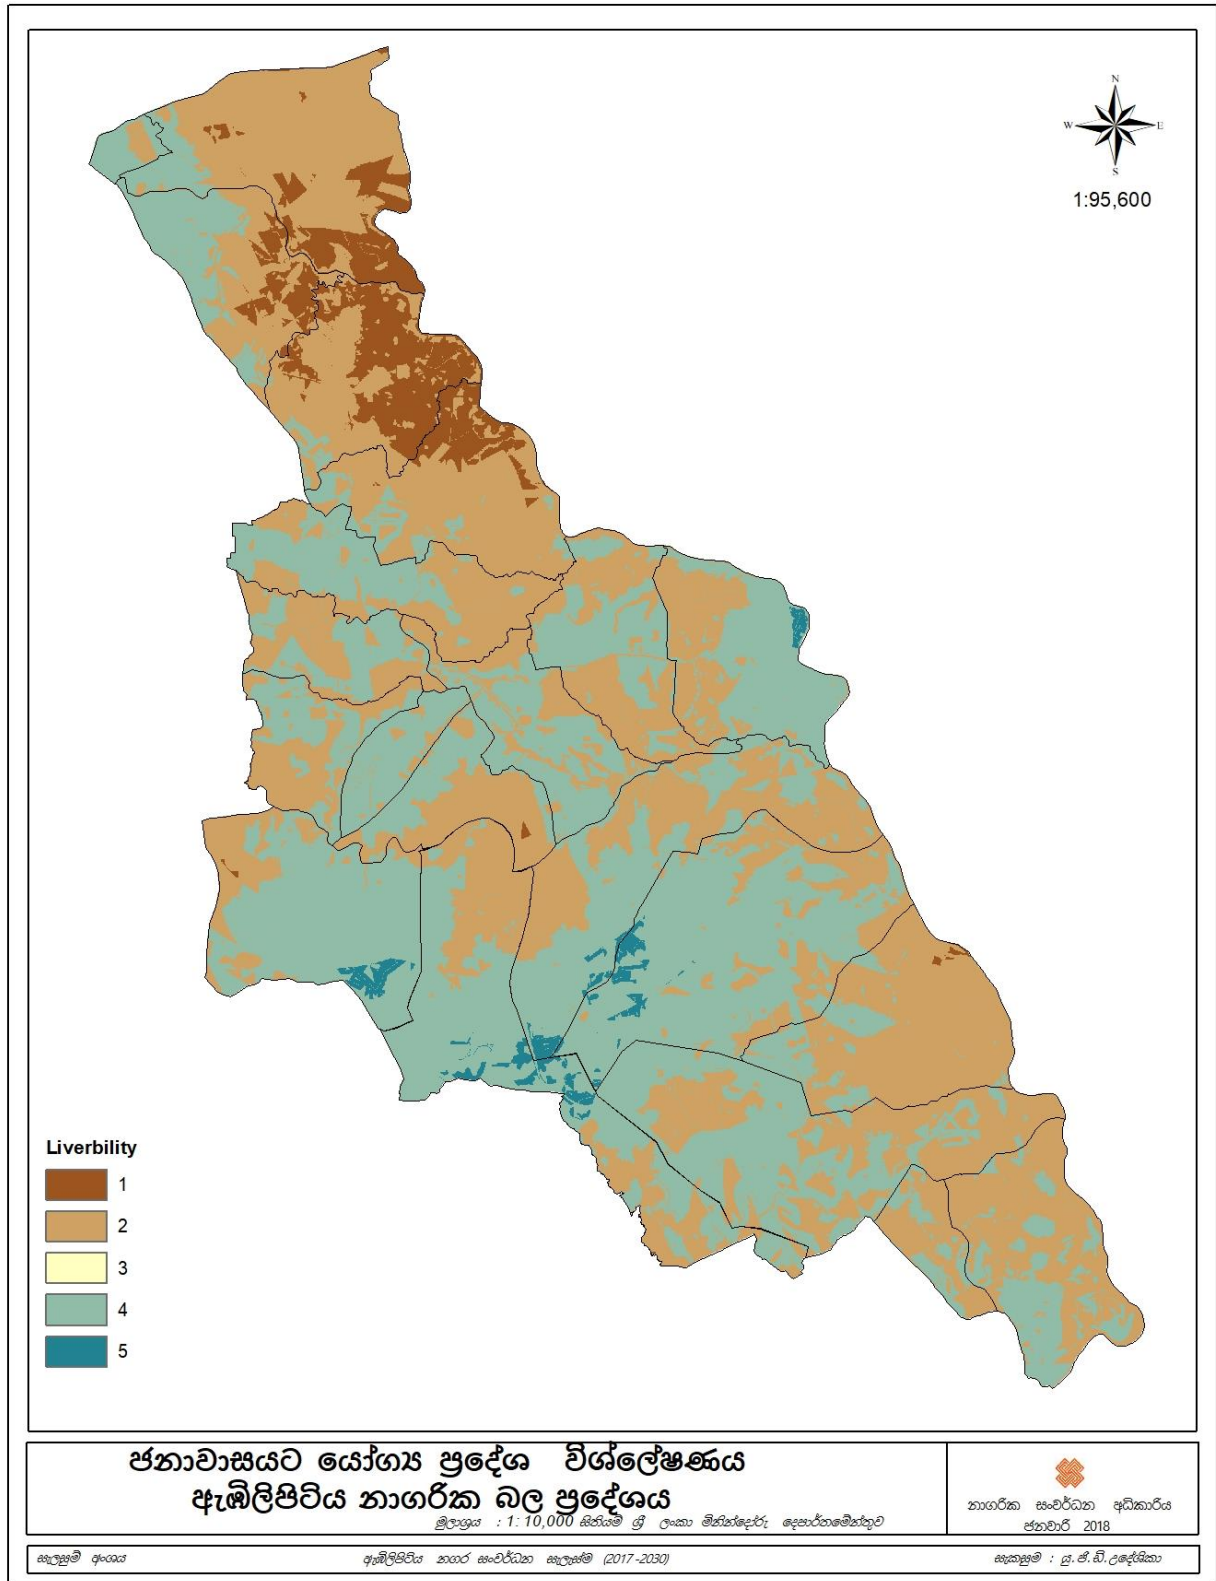 N
W E
S
1:95,600
Liverbility
1
2
3
4
5
ජනාවාසයට යෝග්‍ය ප්‍රදේශ විශ්ලේෂණය
ඇඹිලිපිටිය නාගරික බල ප්‍රදේශය
මූලාශ්‍රය : 1: 10,000 සිතියම් ශ්‍රී ලංකා මිනින්දෝරු දෙපාර්තමේන්තුව
නාගරික සංවර්ධන අධිකාරිය
ජනවාරි 2018
සැලසුම් අංශය ඇඹිලිපිටිය නගර සංවර්ධන සැලැස්ම (2017-2030) සැකසුම : යු.ජී.ඩී.උදේශිකා